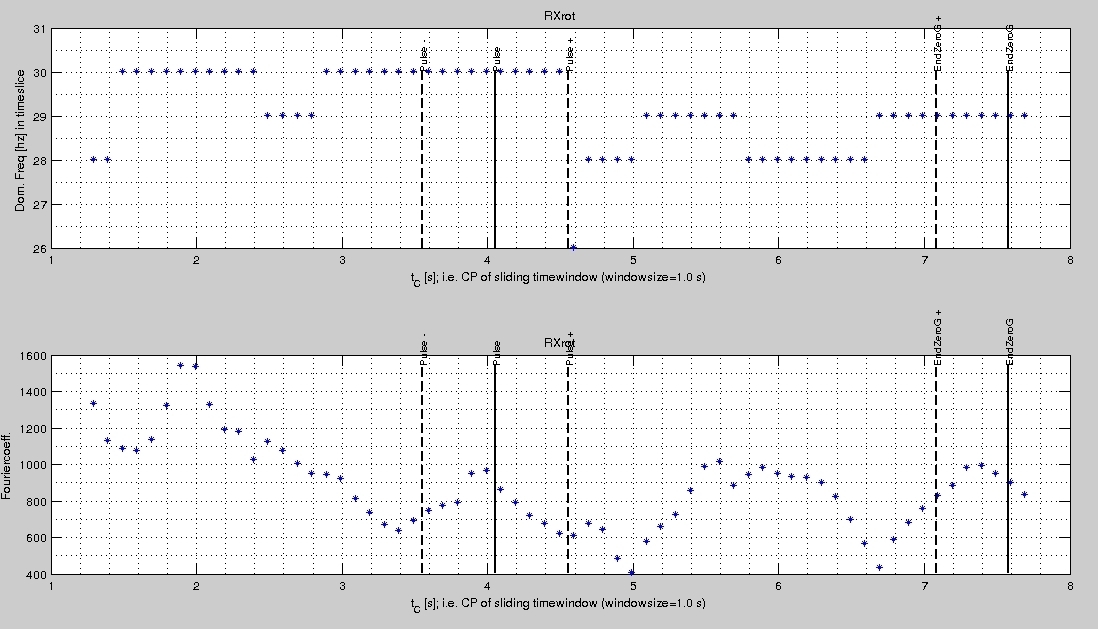 RXrot
31
30
29
28
27
26
Dom. Freq [hz] in timeslice
Pulse -
Pulse
Pulse +
EndZeroG +
EndZeroG
1 2 3 4 5 6 7 8
tC [s]; i.e. CP of sliding timewindow (windowsize=1.0 s)
RXrot
1600
1400
1200
1000
800
600
400
Fouriercoeff.
Pulse -
Pulse
Pulse +
EndZeroG +
EndZeroG
1 2 3 4 5 6 7 8
tC [s]; i.e. CP of sliding timewindow (windowsize=1.0 s)